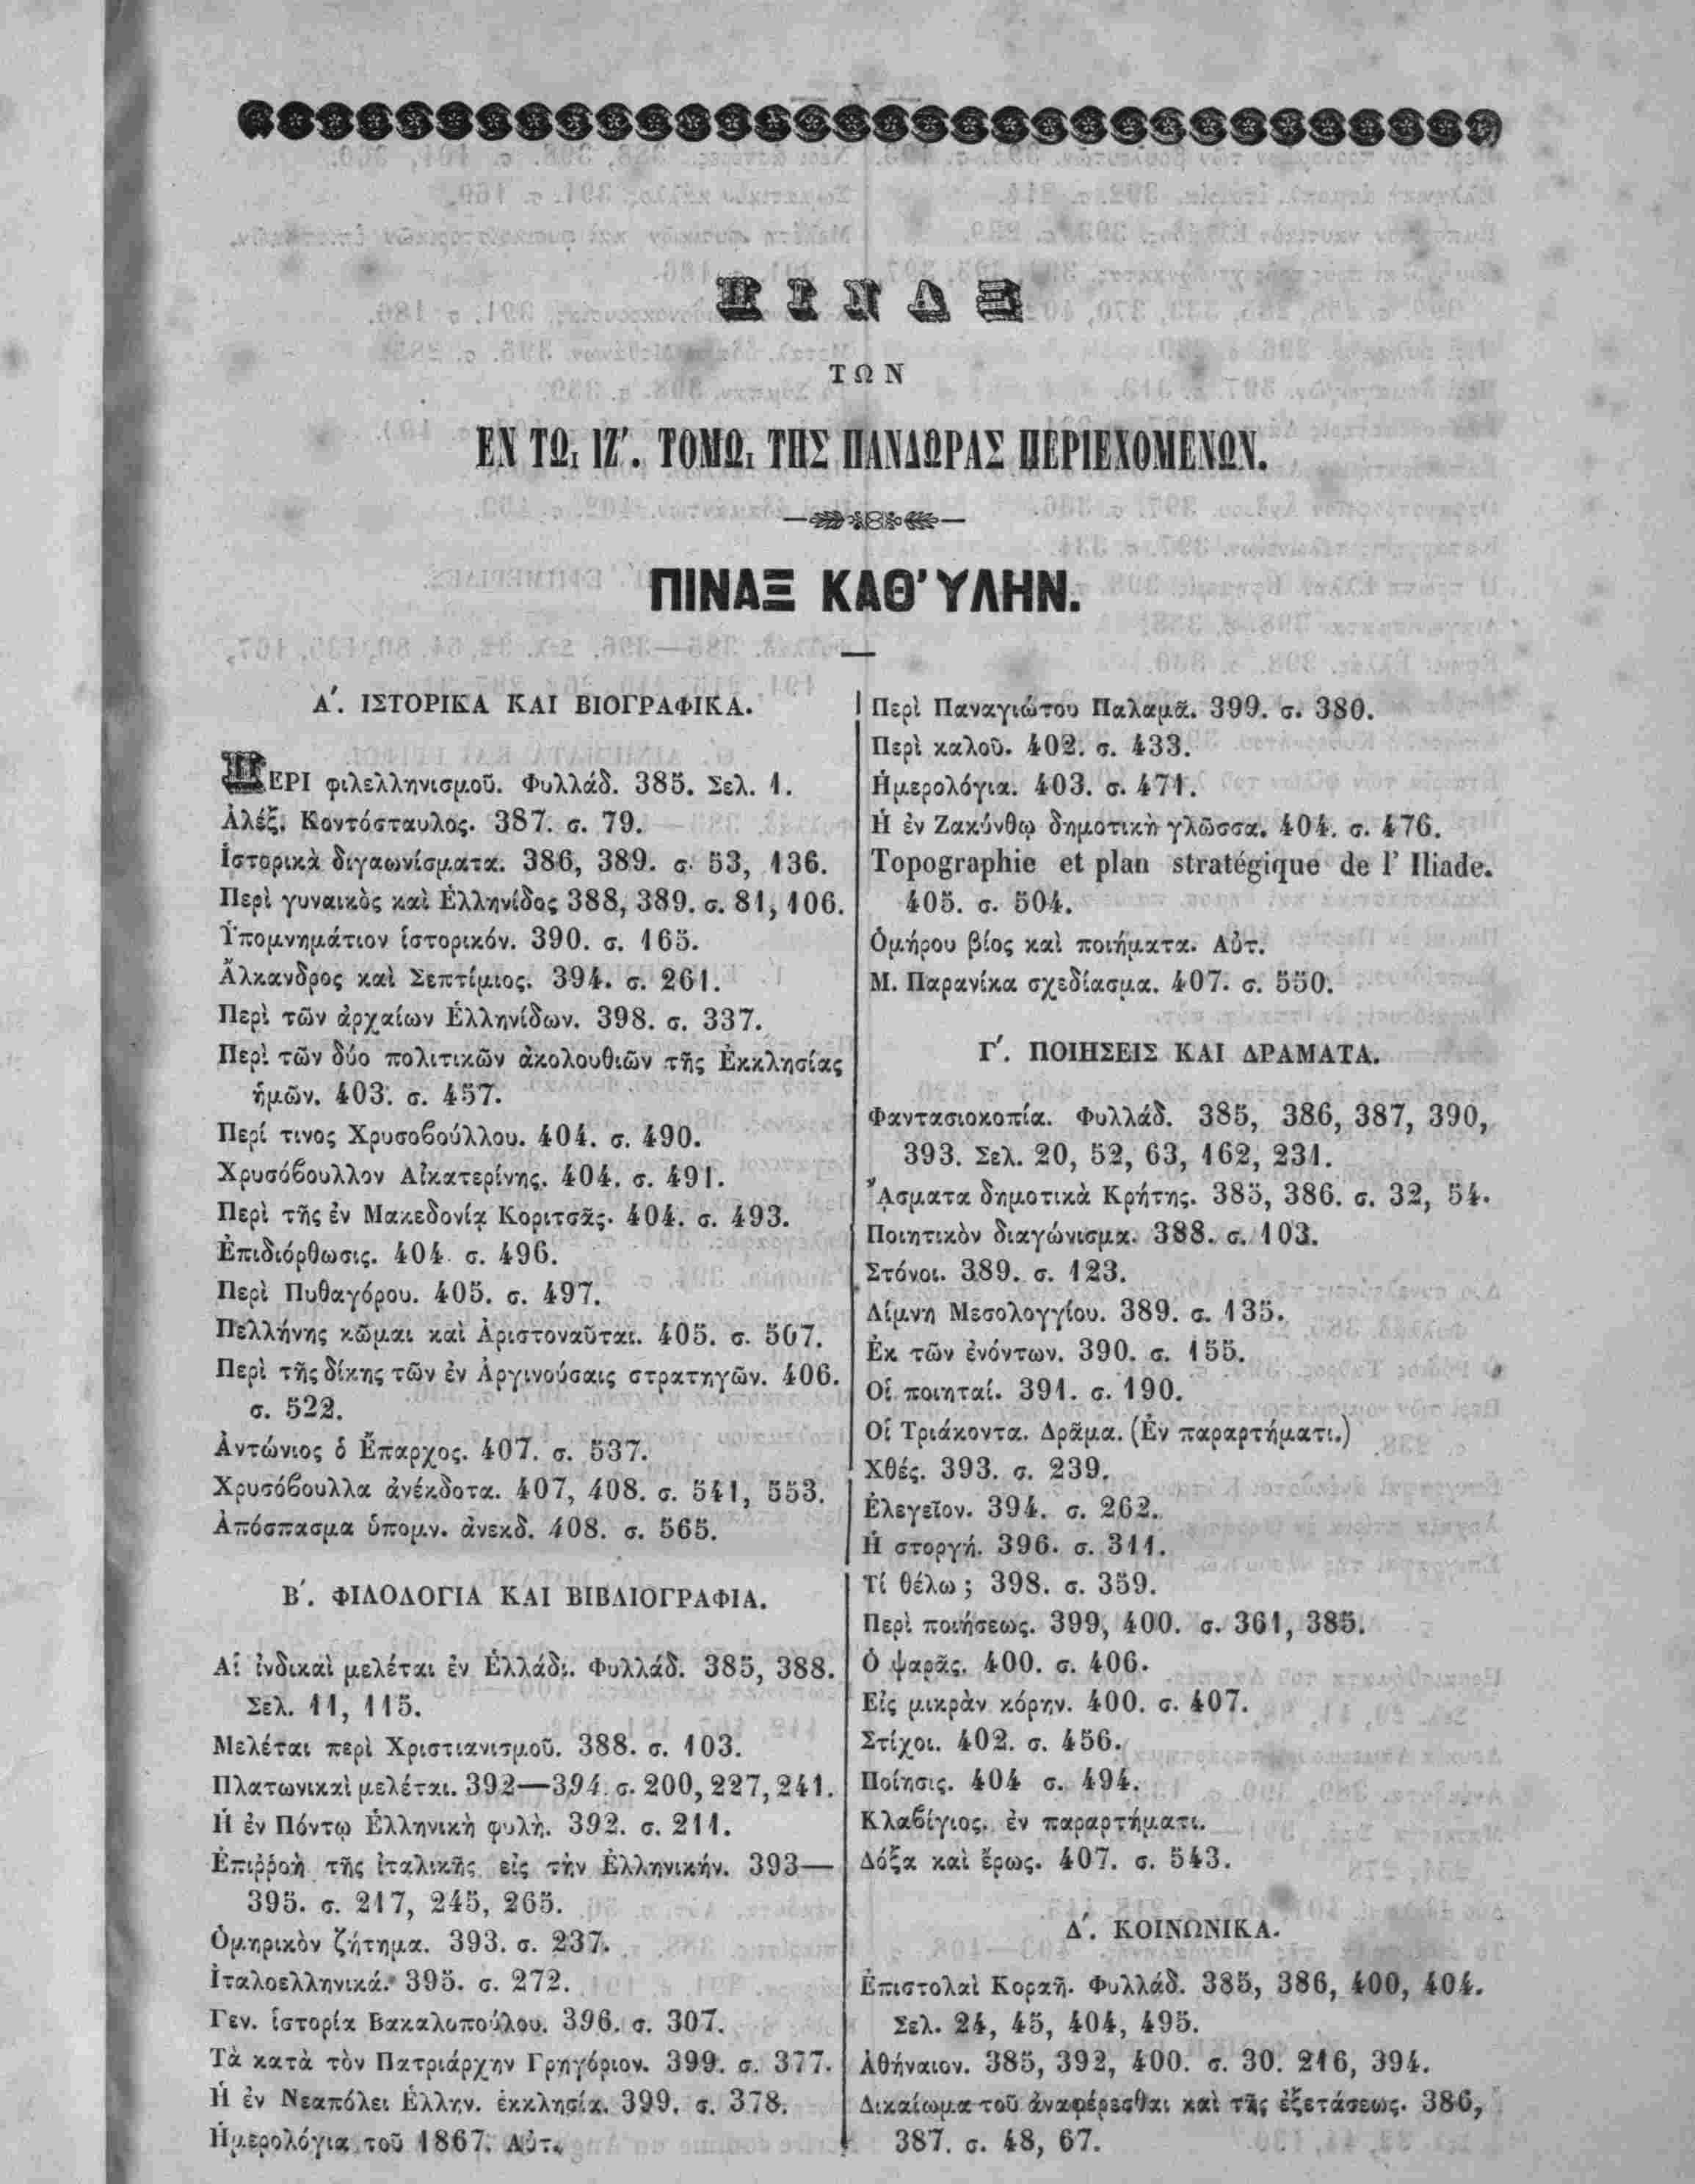 ΠΙΝΑΞ
ΤΩΝ
ΕΝ ΤΩι ΙΖ΄. ΤΟΜΩι ΤΗΣ ΠΑΝΔΩΡΑΣ ΠΕΡΙΕΧΟΜΕΝΩΝ.
ΠΙΝΑΞ ΚΑΘ' ΥΛΗΝ.
Α΄. ΙΣΤΟΡΙΚΑ ΚΑΙ ΒΙΟΓΡΑΦΙΚΑ.
ΠΕΡΙ φιλελληνισμοῦ. Φυλλάδ. 385. Σελ. 1.
Ἀλέξ. Κοντόσταυλος. 387. σ. 79.
Ἱστορικὰ διγαωνίσματα. 386, 389. σ. 53, 136.
Περὶ γυναικὸς καὶ Ἑλληνίδος 388, 389. σ. 81, 106.
Ὑπομνημάτιον ἱστορικόν. 390. σ. 165.
Ἄλκανδρος καὶ Σεπτίμιος. 394. σ. 261.
Περὶ τῶν ἀρχαίων Ἑλληνίδων. 398. σ. 337.
Περὶ τῶν δύο πολιτικῶν ἀκολουθιῶν τῆς Ἐκκλησίας
ἡμῶν. 403. σ. 457.
Περί τινος Χρυσοβούλλου. 404. σ. 490.
Χρυσόβουλλον Αἰκατερίνης. 404. σ. 491.
Περὶ τῆς ἐν Μακεδονίᾳ Κοριτσᾶς. 404. σ. 493.
Ἐπιδιόρθωσις. 404. σ. 496.
Περὶ Πυθαγόρου. 405. σ. 497.
Πελλήνης κῶμαι καὶ Ἀριστοναῦται. 405. σ. 507.
Περὶ τῆς δίκης τῶν ἐν Ἀργινούσαις στρατηγῶν. 406.
σ. 522.
Ἀντώνιος ὁ Ἔπαρχος. 407. σ. 537.
Χρυσόβουλλα ἀνέκδοτα. 407, 408. σ. 541, 553.
Ἀπόσπασμα ὑπομν. ἀνεκδ. 408. σ. 565.
Β΄. ΦΙΛΟΛΟΓΙΑ ΚΑΙ ΒΙΒΛΙΟΓΡΑΦΙΑ.
Αἱ ἰνδικαὶ μελέται ἐν Ἑλλάδι. Φυλλάδ. 385, 388.
Σελ. 11, 115.
Μελέται περὶ Χριστιανισμοῦ. 388. σ. 103.
Πλατωνικαὶ μελέται. 392—394. σ. 200, 227, 241.
Ἡ ἐν Πόντῳ Ἑλληνικὴ φυλὴ. 392. σ. 211.
Ἐπιῤῥοὴ τῆς ἰταλικῆς εἰς τὴν Ἑλληνικήν. 393—
395. σ. 217, 245, 265.
Ὁμηρικὸν ζήτημα. 393. σ. 237.
Ἰταλοελληνικά. 395. σ. 272.
Γεν. ἱστορία Βακαλοπούλου. 396. σ. 307.
Τὰ κατὰ τὸν Πατριάρχην Γρηγόριον. 399. σ. 377.
Ἡ ἐν Νεαπόλει Ἑλλην. ἐκκλησία. 399. σ. 378.
Ἡμερολόγια τοῦ 1867. Αὐτ.
Περὶ Παναγιώτου Παλαμᾶ. 399. σ. 380.
Περὶ καλοῦ. 402. σ. 433.
Ἡμερολόγια. 403. σ. 471.
Ἡ ἐν Ζακύνθῳ δημοτικὴ γλῶσσα. 404. σ. 476.
Topographie et plan stratégique de l' Iliade.
405. σ. 504.
Ὁμήρου βίος καὶ ποιήματα. Αὐτ.
Μ. Παρανίκα σχεδίασμα. 407. σ. 550.
Γ΄. ΠΟΙΗΣΕΙΣ ΚΑΙ ΔΡΑΜΑΤΑ.
Φαντασιοκοπία. Φυλλάδ. 385, 386, 387, 390,
393. Σελ. 20, 52, 63, 162, 231.
ᾌσματα δημοτικὰ Κρήτης. 385, 386. σ. 32, 54.
Ποιητικὸν διαγώνισμα. 388. σ. 103.
Στόνοι. 389. σ. 123.
Λίμνη Μεσολογγίου. 389. σ. 135.
Ἐκ τῶν ἐνόντων. 390. σ. 155.
Οἱ ποιηταί. 391. σ. 190.
Οἱ Τριάκοντα. Δρᾶμα. (Ἐν παραρτήματι.)
Χθές. 393. σ. 239.
Ἐλεγεῖον. 394. σ. 262.
Ἡ στοργή. 396. σ. 311.
Τί θέλω; 398. σ. 359.
Περὶ ποιήσεως. 399, 400. σ. 361, 385.
Ὁ ψαρᾶς. 400. σ. 406.
Εἰς μικρὰν κόρην. 400. σ. 407.
Στίχοι. 402. σ. 456.
Ποίησις. 404 σ. 494.
Κλαβίγιος. ἐν παραρτήματι.
Δόξα καὶ ἔρως. 407. σ. 543.
Δ΄. ΚΟΙΝΩΝΙΚΑ.
Ἐπιστολαὶ Κοραῆ. Φυλλάδ. 385, 386, 400, 404.
Σελ. 24, 45, 404, 495.
Ἀθήναιον. 385, 392, 400. σ. 30. 216, 394.
Δικαίωμα τοῦ ἀναφέρεσθαι καὶ τῆς ἐξετάσεως. 386,
387. σ. 48, 67.